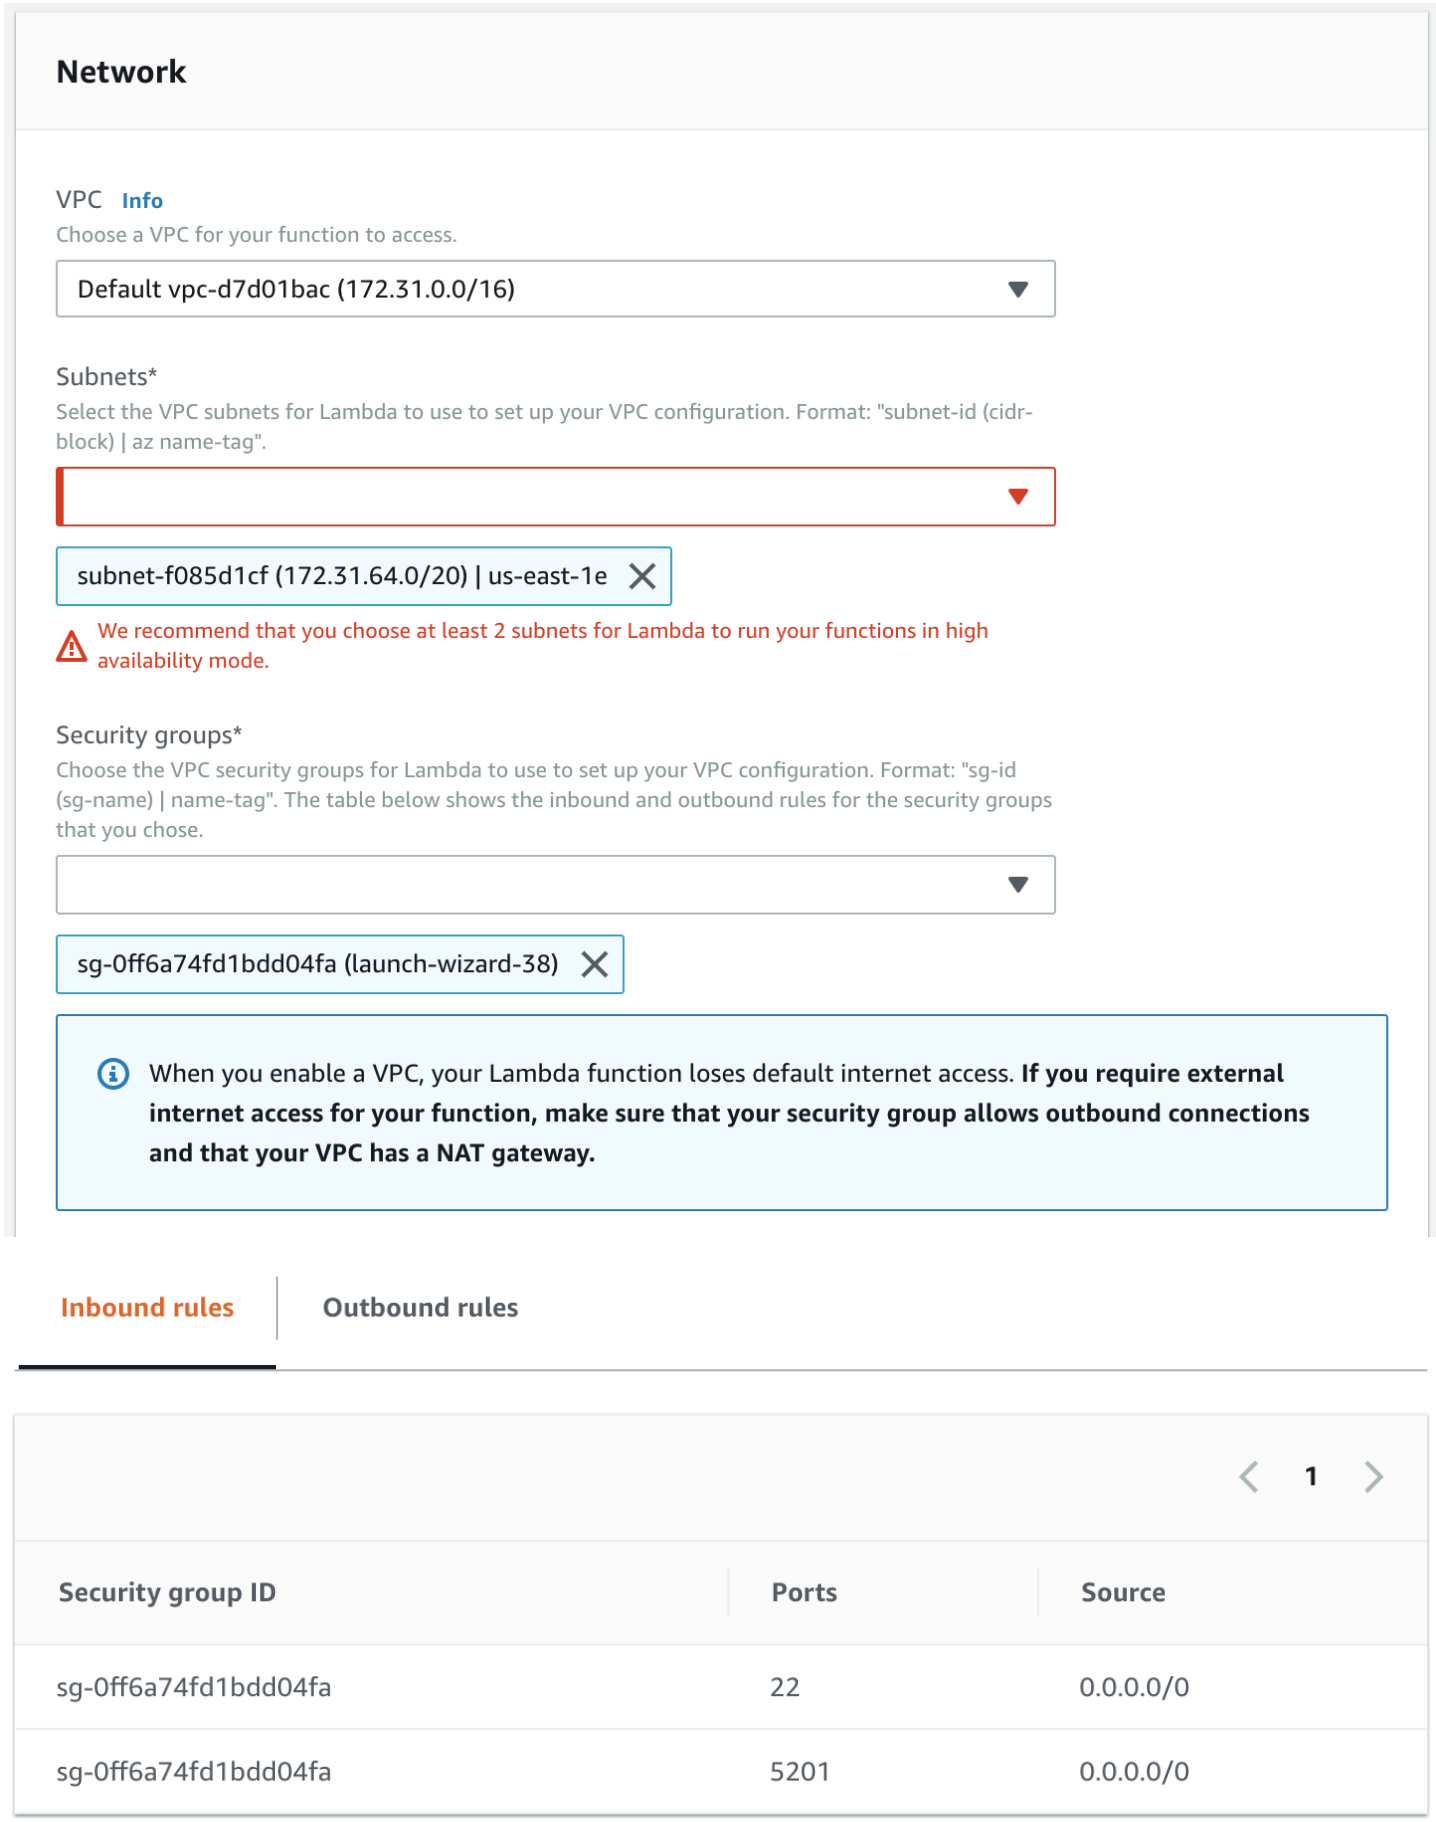 Network
VPC Info
Choose a VPC for your function to access.
Default vpc-d7d01bac (172.31.0.0/16)
Subnets*
Select the VPC subnets for Lambda to use to set up your VPC configuration. Format: "subnet-id (cidr-
block) | az name-tag".
subnet-f085d1cf (172.31.64.0/20) | us-east-1e
We recommend that you choose at least 2 subnets for Lambda to run your functions in high
availability mode.
Security groups*
Choose the VPC security groups for Lambda to use to set up your VPC configuration. Format: "sg-id
(sg-name) | name-tag". The table below shows the inbound and outbound rules for the security groups
that you chose.
sg-0ff6a74fd1bdd04fa (launch-wizard-38)
When you enable a VPC, your Lambda function loses default internet access. If you require external
internet access for your function, make sure that your security group allows outbound connections
and that your VPC has a NAT gateway.
Inbound rules Outbound rules
1
Security group ID Ports Source
sg-0ff6a74fd1bdd04fa 22 0.0.0.0/0
sg-0ff6a74fd1bdd04fa 5201 0.0.0.0/0